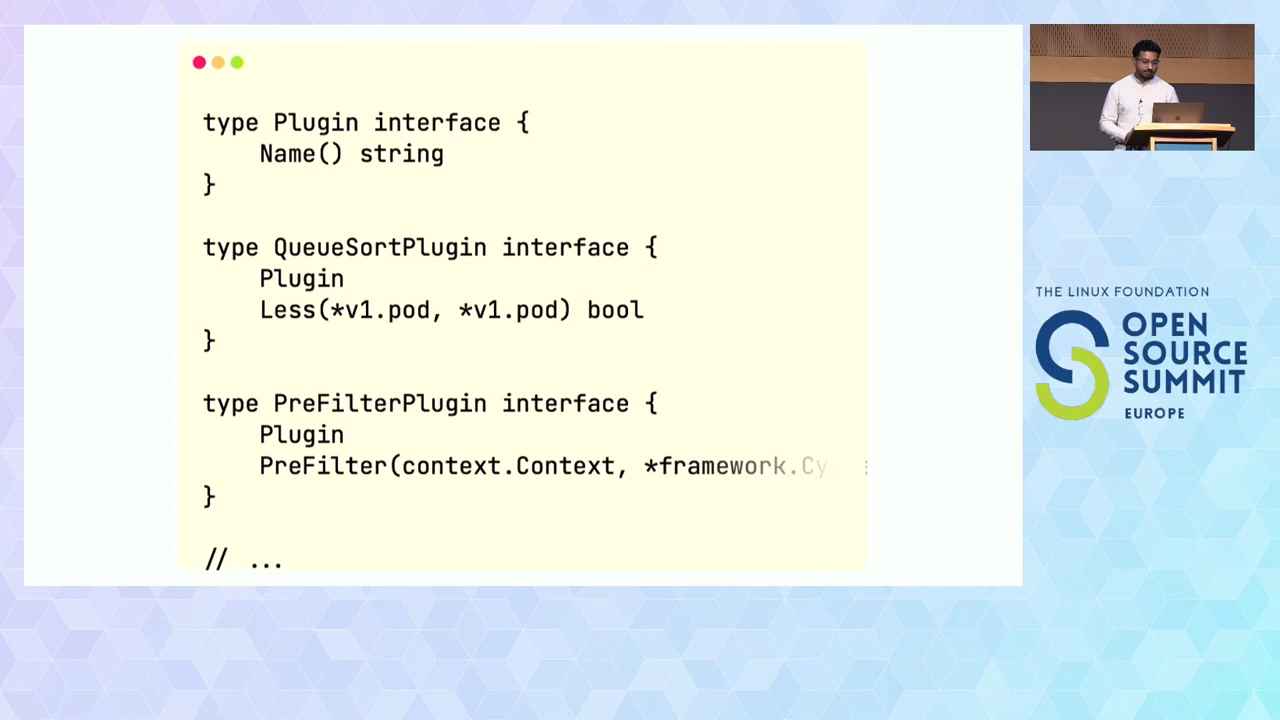 type Plugin interface {
    Name() string
}

type QueueSortPlugin interface {
    Plugin
    Less(*v1.pod, *v1.pod) bool
}

type PreFilterPlugin interface {
    Plugin
    PreFilter(context.Context, *framework.Cy
}

// ...
THE LINUX FOUNDATION
OPEN
SOURCE
SUMMIT
EUROPE